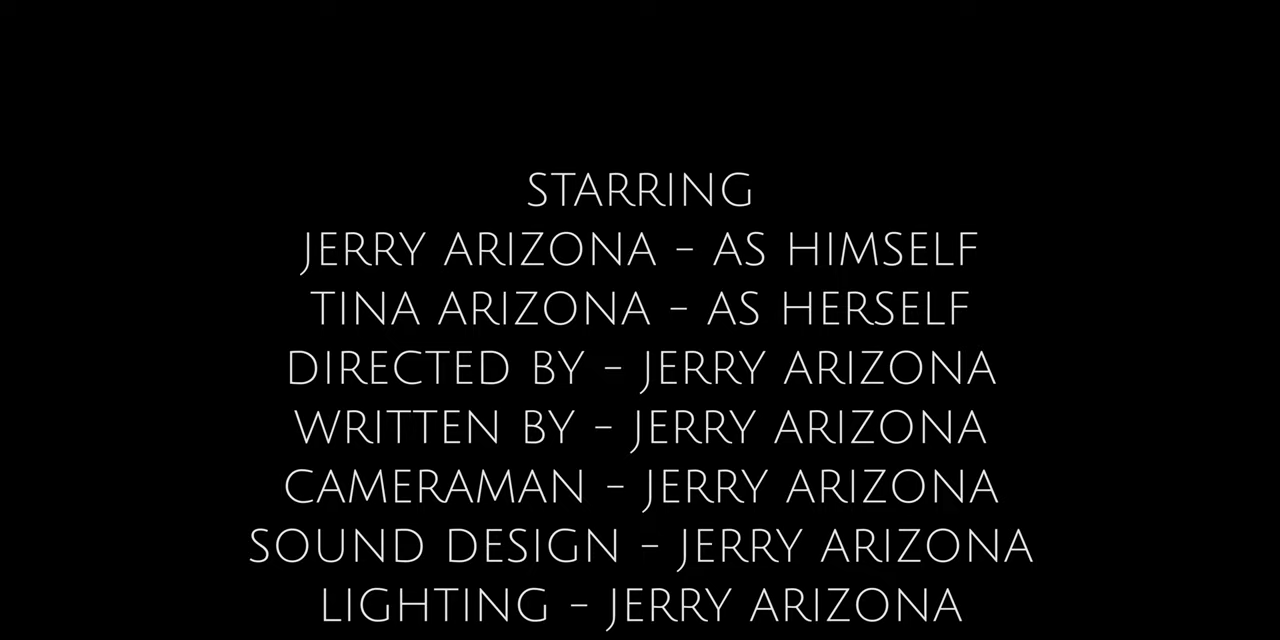 STARRING
JERRY ARIZONA - AS HIMSELF
TINA ARIZONA - AS HERSELF
DIRECTED BY - JERRY ARIZONA
WRITTEN BY - JERRY ARIZONA
CAMERAMAN - JERRY ARIZONA
SOUND DESIGN - JERRY ARIZONA
LIGHTING - JERRY ARIZONA